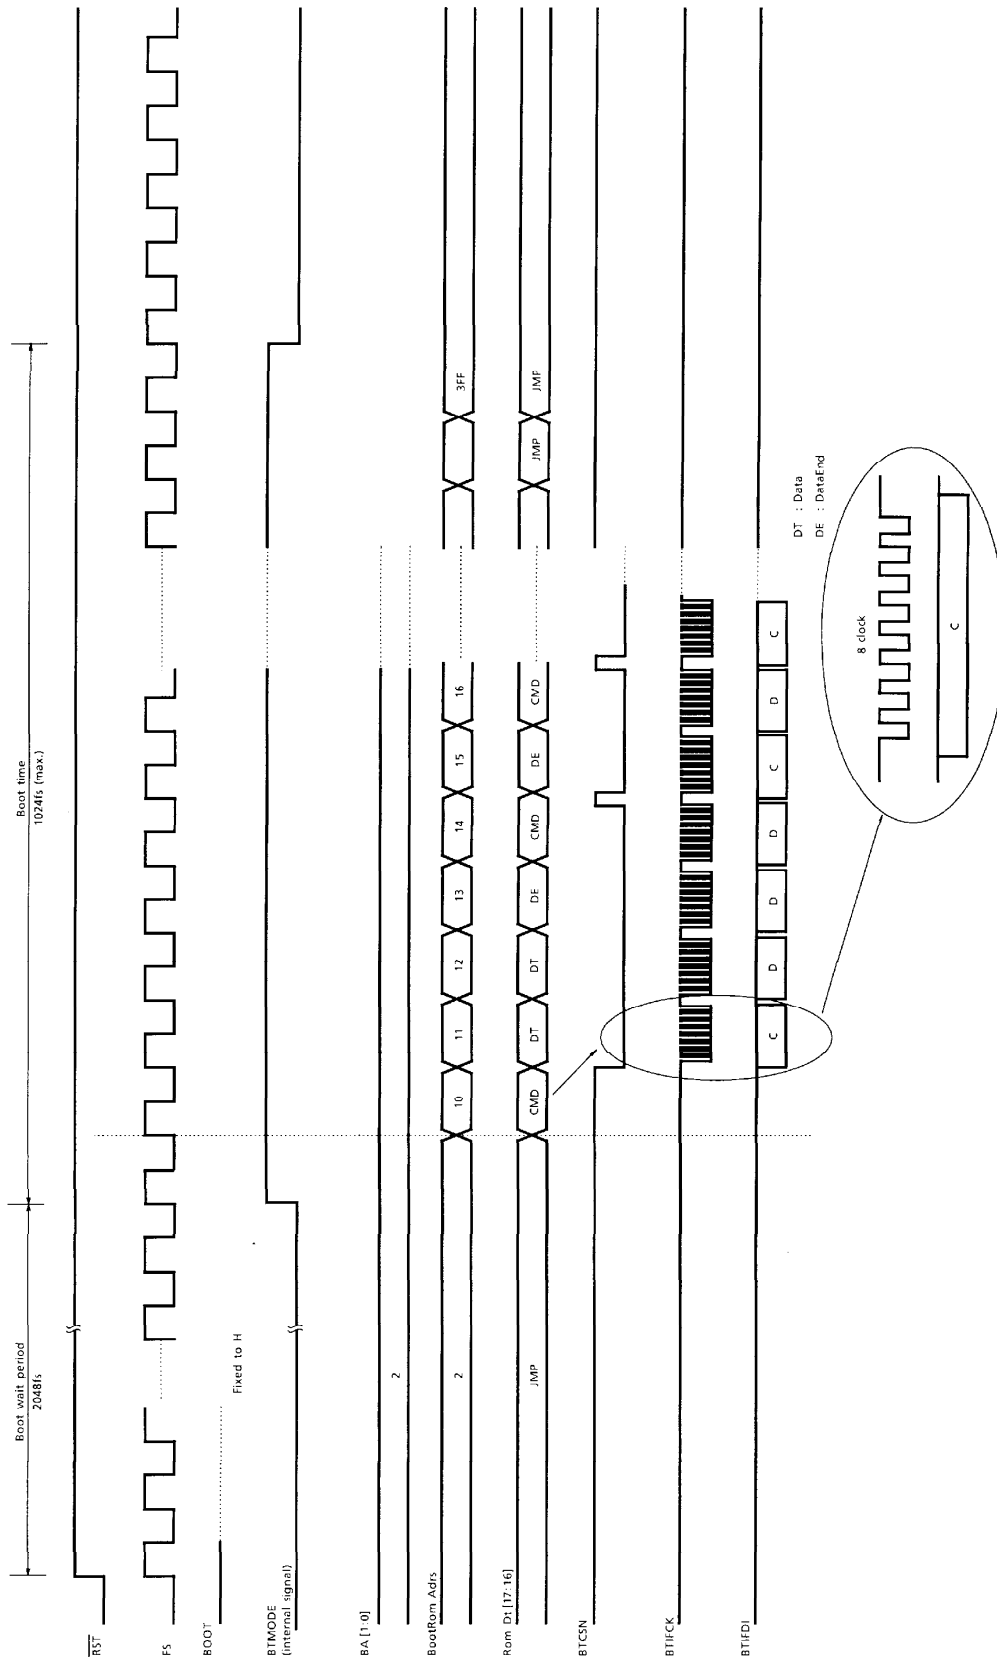 Boot wait period
2048fs
Boot time
1024fs (max.)
RST
FS
BOOT
Fixed to H
BTMODE
(internal signal)
BA [1-0]
2
BootRom Adrs
2
10
11
12
13
14
15
16
3FF
Rom Dt [17:16]
JMP
CMD
DT
DT
DE
CMD
DE
CMD
JMP
JMP
BTCSN
BTIFCK
BTIFDI
C
D
D
D
C
D
C
DT : Data
DE : DataEnd
8 clock
C